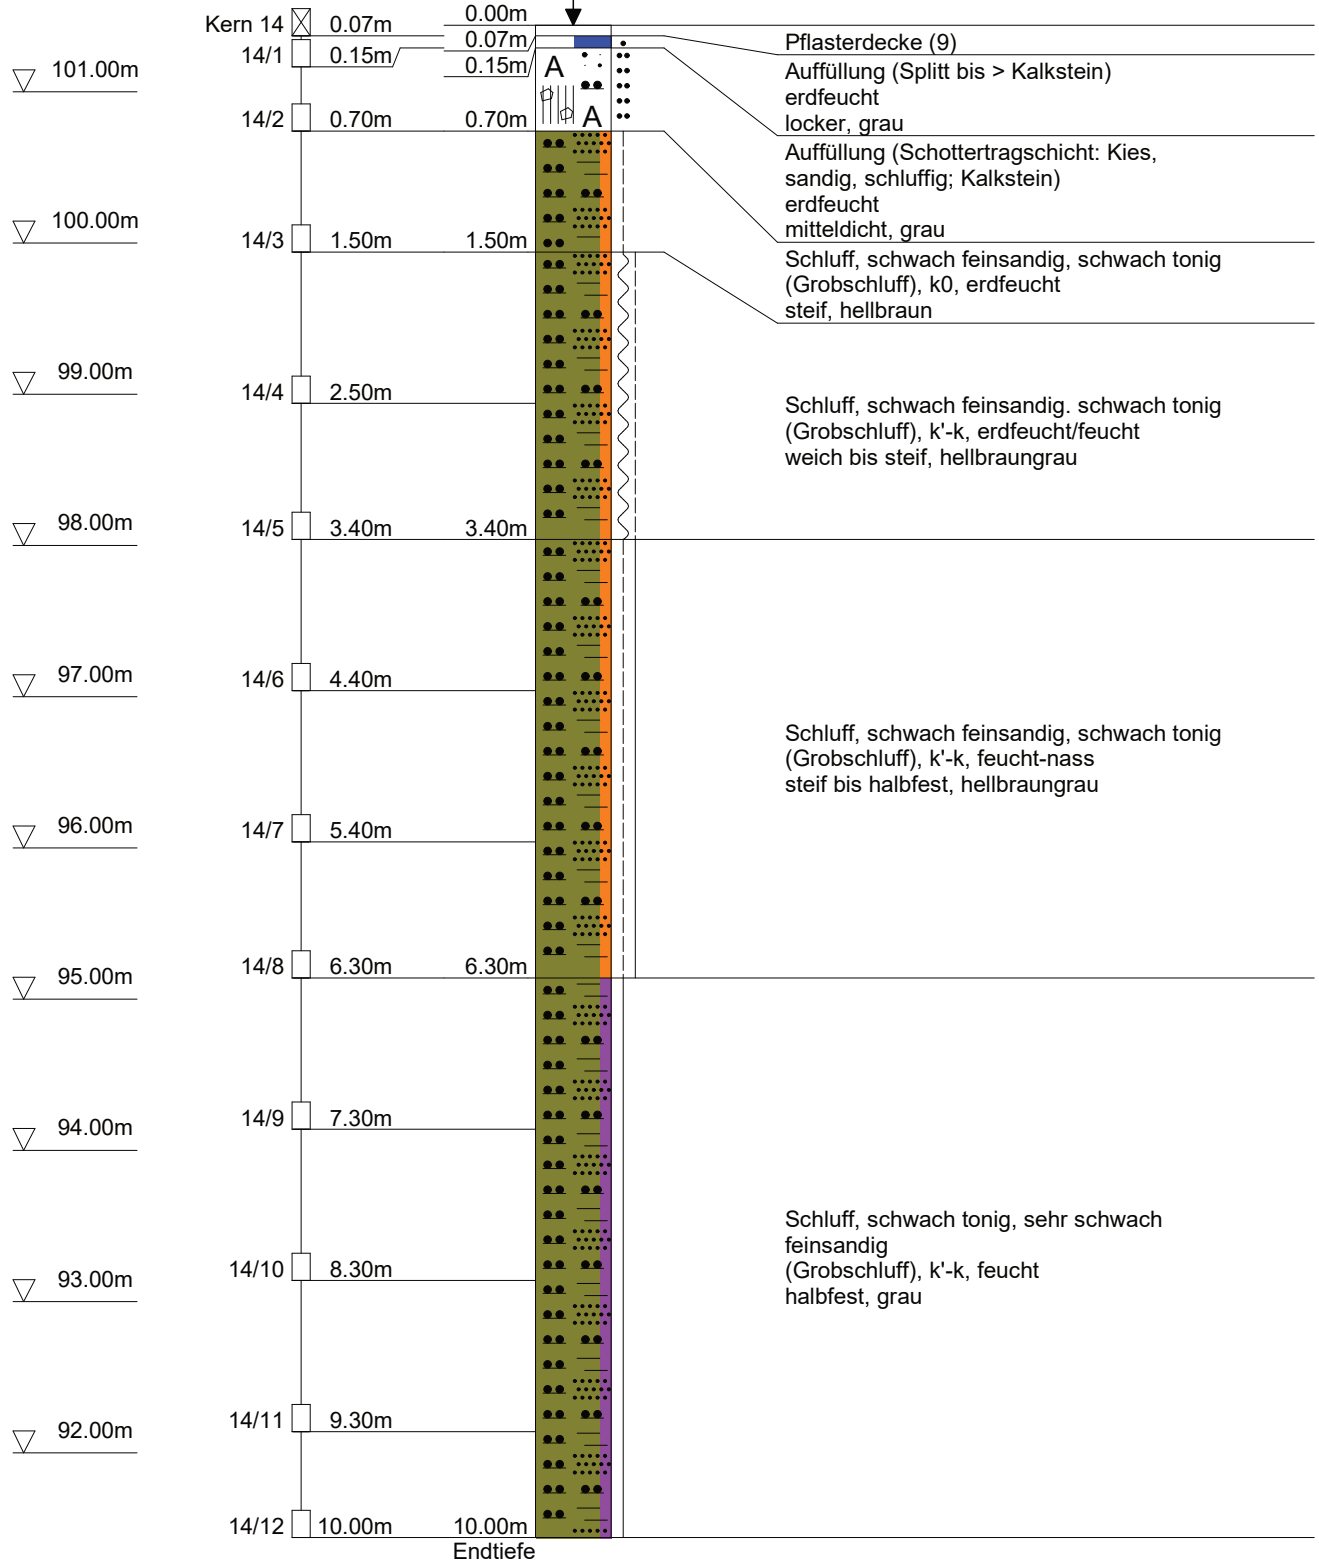 Kern 14 0.07m 0.00m
0.07m
Pflasterdecke (9)
14/1 0.15m 0.15m
101.00m
A
Auffüllung (Splitt bis > Kalkstein)
erdfeucht
locker, grau
14/2 0.70m 0.70m
A
Auffüllung (Schottertragschicht: Kies,
sandig, schluffig; Kalkstein)
erdfeucht
mitteldicht, grau
100.00m
14/3 1.50m 1.50m
Schluff, schwach feinsandig, schwach tonig
(Grobschluff), k0, erdfeucht
steif, hellbraun
99.00m
14/4 2.50m
Schluff, schwach feinsandig. schwach tonig
(Grobschluff), k'-k, erdfeucht/feucht
weich bis steif, hellbraungrau
98.00m
14/5 3.40m 3.40m
97.00m
14/6 4.40m
Schluff, schwach feinsandig, schwach tonig
(Grobschluff), k'-k, feucht-nass
steif bis halbfest, hellbraungrau
96.00m
14/7 5.40m
14/8 6.30m 6.30m
95.00m
14/9 7.30m
94.00m
Schluff, schwach tonig, sehr schwach
feinsandig
(Grobschluff), k'-k, feucht
halbfest, grau
14/10 8.30m
93.00m
14/11 9.30m
92.00m
14/12 10.00m 10.00m
Endtiefe